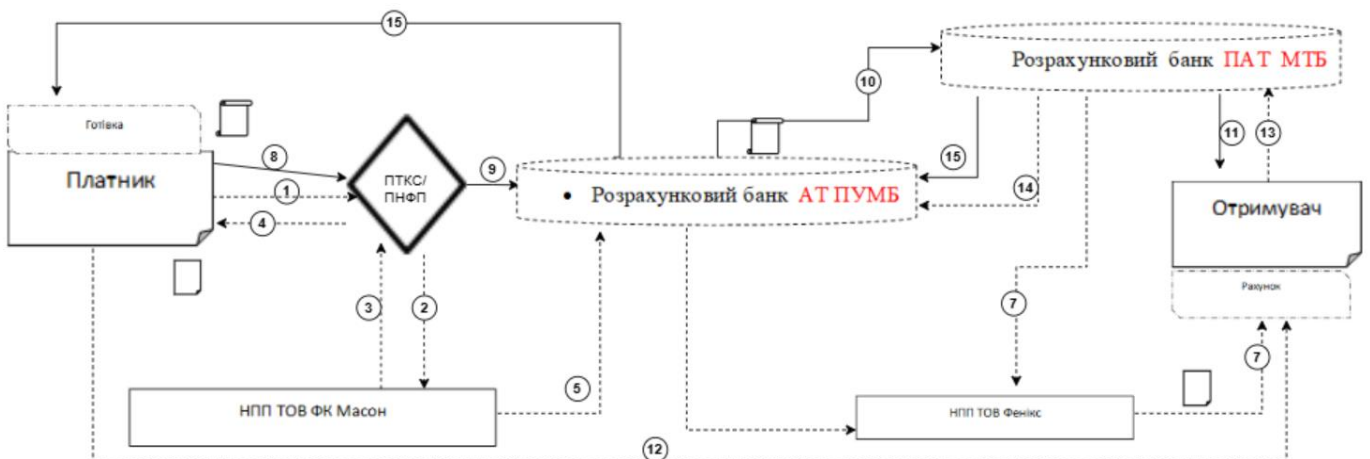 15
Розрахунковий банк ПАТ МТБ
10
Готівка
8
9
15
11
13
Платник
ПТКС/
ПНФП
1
• Розрахунковий банк АТ ПУМБ
14
Отримувач
4
Рахунок
3
2
7
7
5
НПП ТОВ ФК Масон
НПП ТОВ Фенікс
12